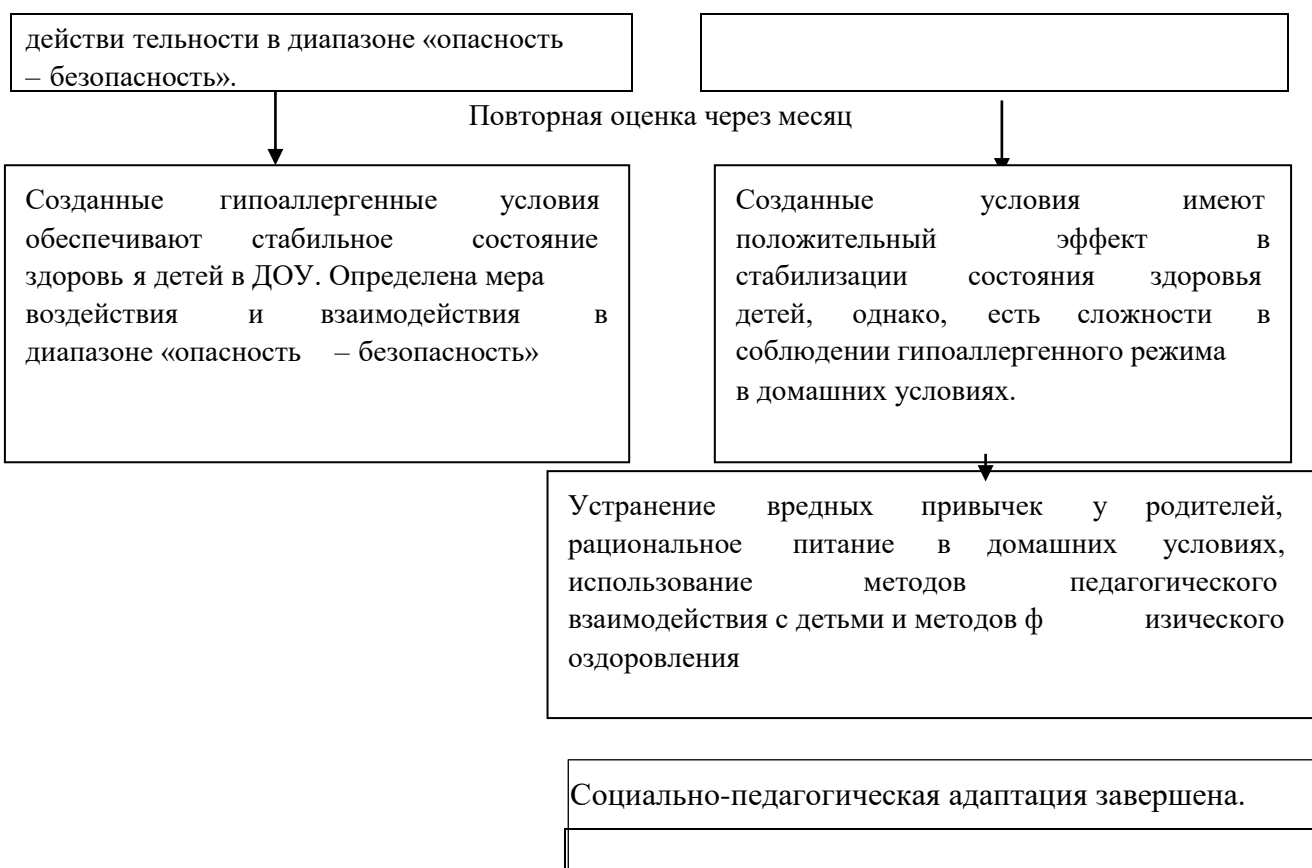 действи тельности в диапазоне «опасность
– безопасность».
Повторная оценка через месяц
Созданные гипоаллергенные условия
обеспечивают стабильное состояние
здоровь я детей в ДОУ. Определена мера
воздействия и взаимодействия в
диапазоне «опасность – безопасность»
Созданные условия имеют
положительный эффект в
стабилизации состояния здоровья
детей, однако, есть сложности в
соблюдении гипоаллергенного режима
в домашних условиях.
Устранение вредных привычек у родителей,
рациональное питание в домашних условиях,
использование методов педагогического
взаимодействия с детьми и методов ф изического
оздоровления
Социально-педагогическая адаптация завершена.